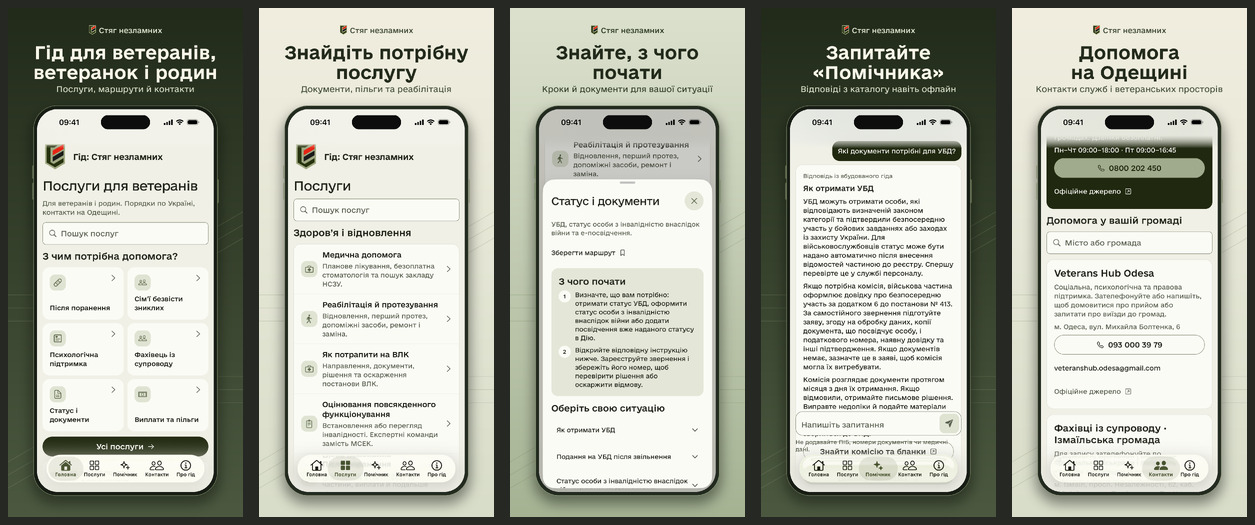 Стяг незламних
Гід для ветеранів,
ветеранок і родин
Послуги, маршрути й контакти
09:41
Гід: Стяг незламних
Послуги для ветеранів
Для ветеранів і родин. Порядки по Україні,
контакти на Одещині.
Пошук послуг
З чим потрібна допомога?
Після поранення
Сім'ї безвісти
зниклих
Психологічна
підтримка
Фахівець із
супроводу
Статус і
документи
Виплати та пільги
Усі послуги →
Головна Послуги Помічник Контакти Про гід
Стяг незламних
Знайдіть потрібну
послугу
Документи, пільги та реабілітація
09:41
Гід: Стяг незламних
Послуги
Пошук послуг
Здоров'я і відновлення
Медична допомога
Планове лікування, безоплатна
стоматологія та пошук закладу
НСЗУ.
Реабілітація й протезування
Відновлення, перший протез,
допоміжні засоби, ремонт і
заміна.
Як потрапити на ВЛК
Направлення, документи,
рішення та оскарження
постанови ВЛК.
Оцінювання повсякденного
функціонування
Встановлення або перегляд
інвалідності. Експертні команди
замість МСЕК.
Головна Послуги Помічник Контакти Про гід
Стяг незламних
Знайте, з чого
почати
Кроки й документи для вашої ситуації
09:41
Реабілітація й протезування
Відновлення, перший протез,
допоміжні засоби, ремонт і
заміна.
Статус і документи
УБД, статус особи з інвалідністю внаслідок
війни та е-посвідчення.
Зберегти маршрут
З чого почати
1 Визначте, що вам потрібно:
отримати статус УБД, оформити
статус особи з інвалідністю
внаслідок війни або додати
посвідчення вже наданого статусу
в Дію.
2 Відкрийте відповідну інструкцію
нижче. Зареєструйте звернення і
збережіть його номер, щоб
перевірити рішення або
оскаржити відмову.
Оберіть свою ситуацію
Як отримати УБД
Подання на УБД після звільнення
Статус особи з інвалідністю внаслідок
Стяг незламних
Запитайте
«Помічника»
Відповіді з каталогу навіть офлайн
09:41
Які документи потрібні для УБД?
Відповідь із вбудованого гіда
Як отримати УБД
УБД можуть отримати особи, які
відповідають визначеній законом
категорії та підтвердили безпосередню
участь у бойових завданнях або заходах
із захисту України. Для
військовослужбовців статус може бути
надано автоматично після внесення
відомостей частиною до реєстру. Спершу
перевірте це у службі персоналу.
Якщо потрібна комісія, військова частина
оформлює довідку про безпосередню
участь за додатком 6 до постанови № 413.
За самостійного звернення підготуйте
заяву, згоду на обробку даних, копії
документа, що посвідчує особу, і
податкового номера, наявну довідку та
інші підтвердження. Якщо документів
немає, зазначте це в заяві, щоб комісія
могла їх витребувати.
Комісія розглядає документи протягом
місяця з дня їх отримання. Якщо
відмовили, отримайте письмове рішення.
Виправте недоліки й подайте матеріали
Напишіть запитання
Не додавайте ПІБ, номери документів чи медичні
дані.
Знайти комісію та бланки
Головна Послуги Помічник Контакти Про гід
Стяг незламних
Допомога
на Одещині
Контакти служб і ветеранських просторів
09:41
Пн–Чт 09:00–18:00 · Пт 09:00–16:45
0800 202 450
Офіційне джерело
Допомога у вашій громаді
Місто або громада
Veterans Hub Odesa
Соціальна, психологічна та правова
підтримка. Зателефонуйте або напишіть,
щоб домовитися про прийом або
запитати про виїзди до громад.
м. Одеса, вул. Михайла Болтенка, 6
093 000 39 79
veteranshub.odesa@gmail.com
Офіційне джерело
Фахівці із супроводу ·
Ізмаїльська громада
Для запису зателефонуйте по
Головна Послуги Помічник Контакти Про гід